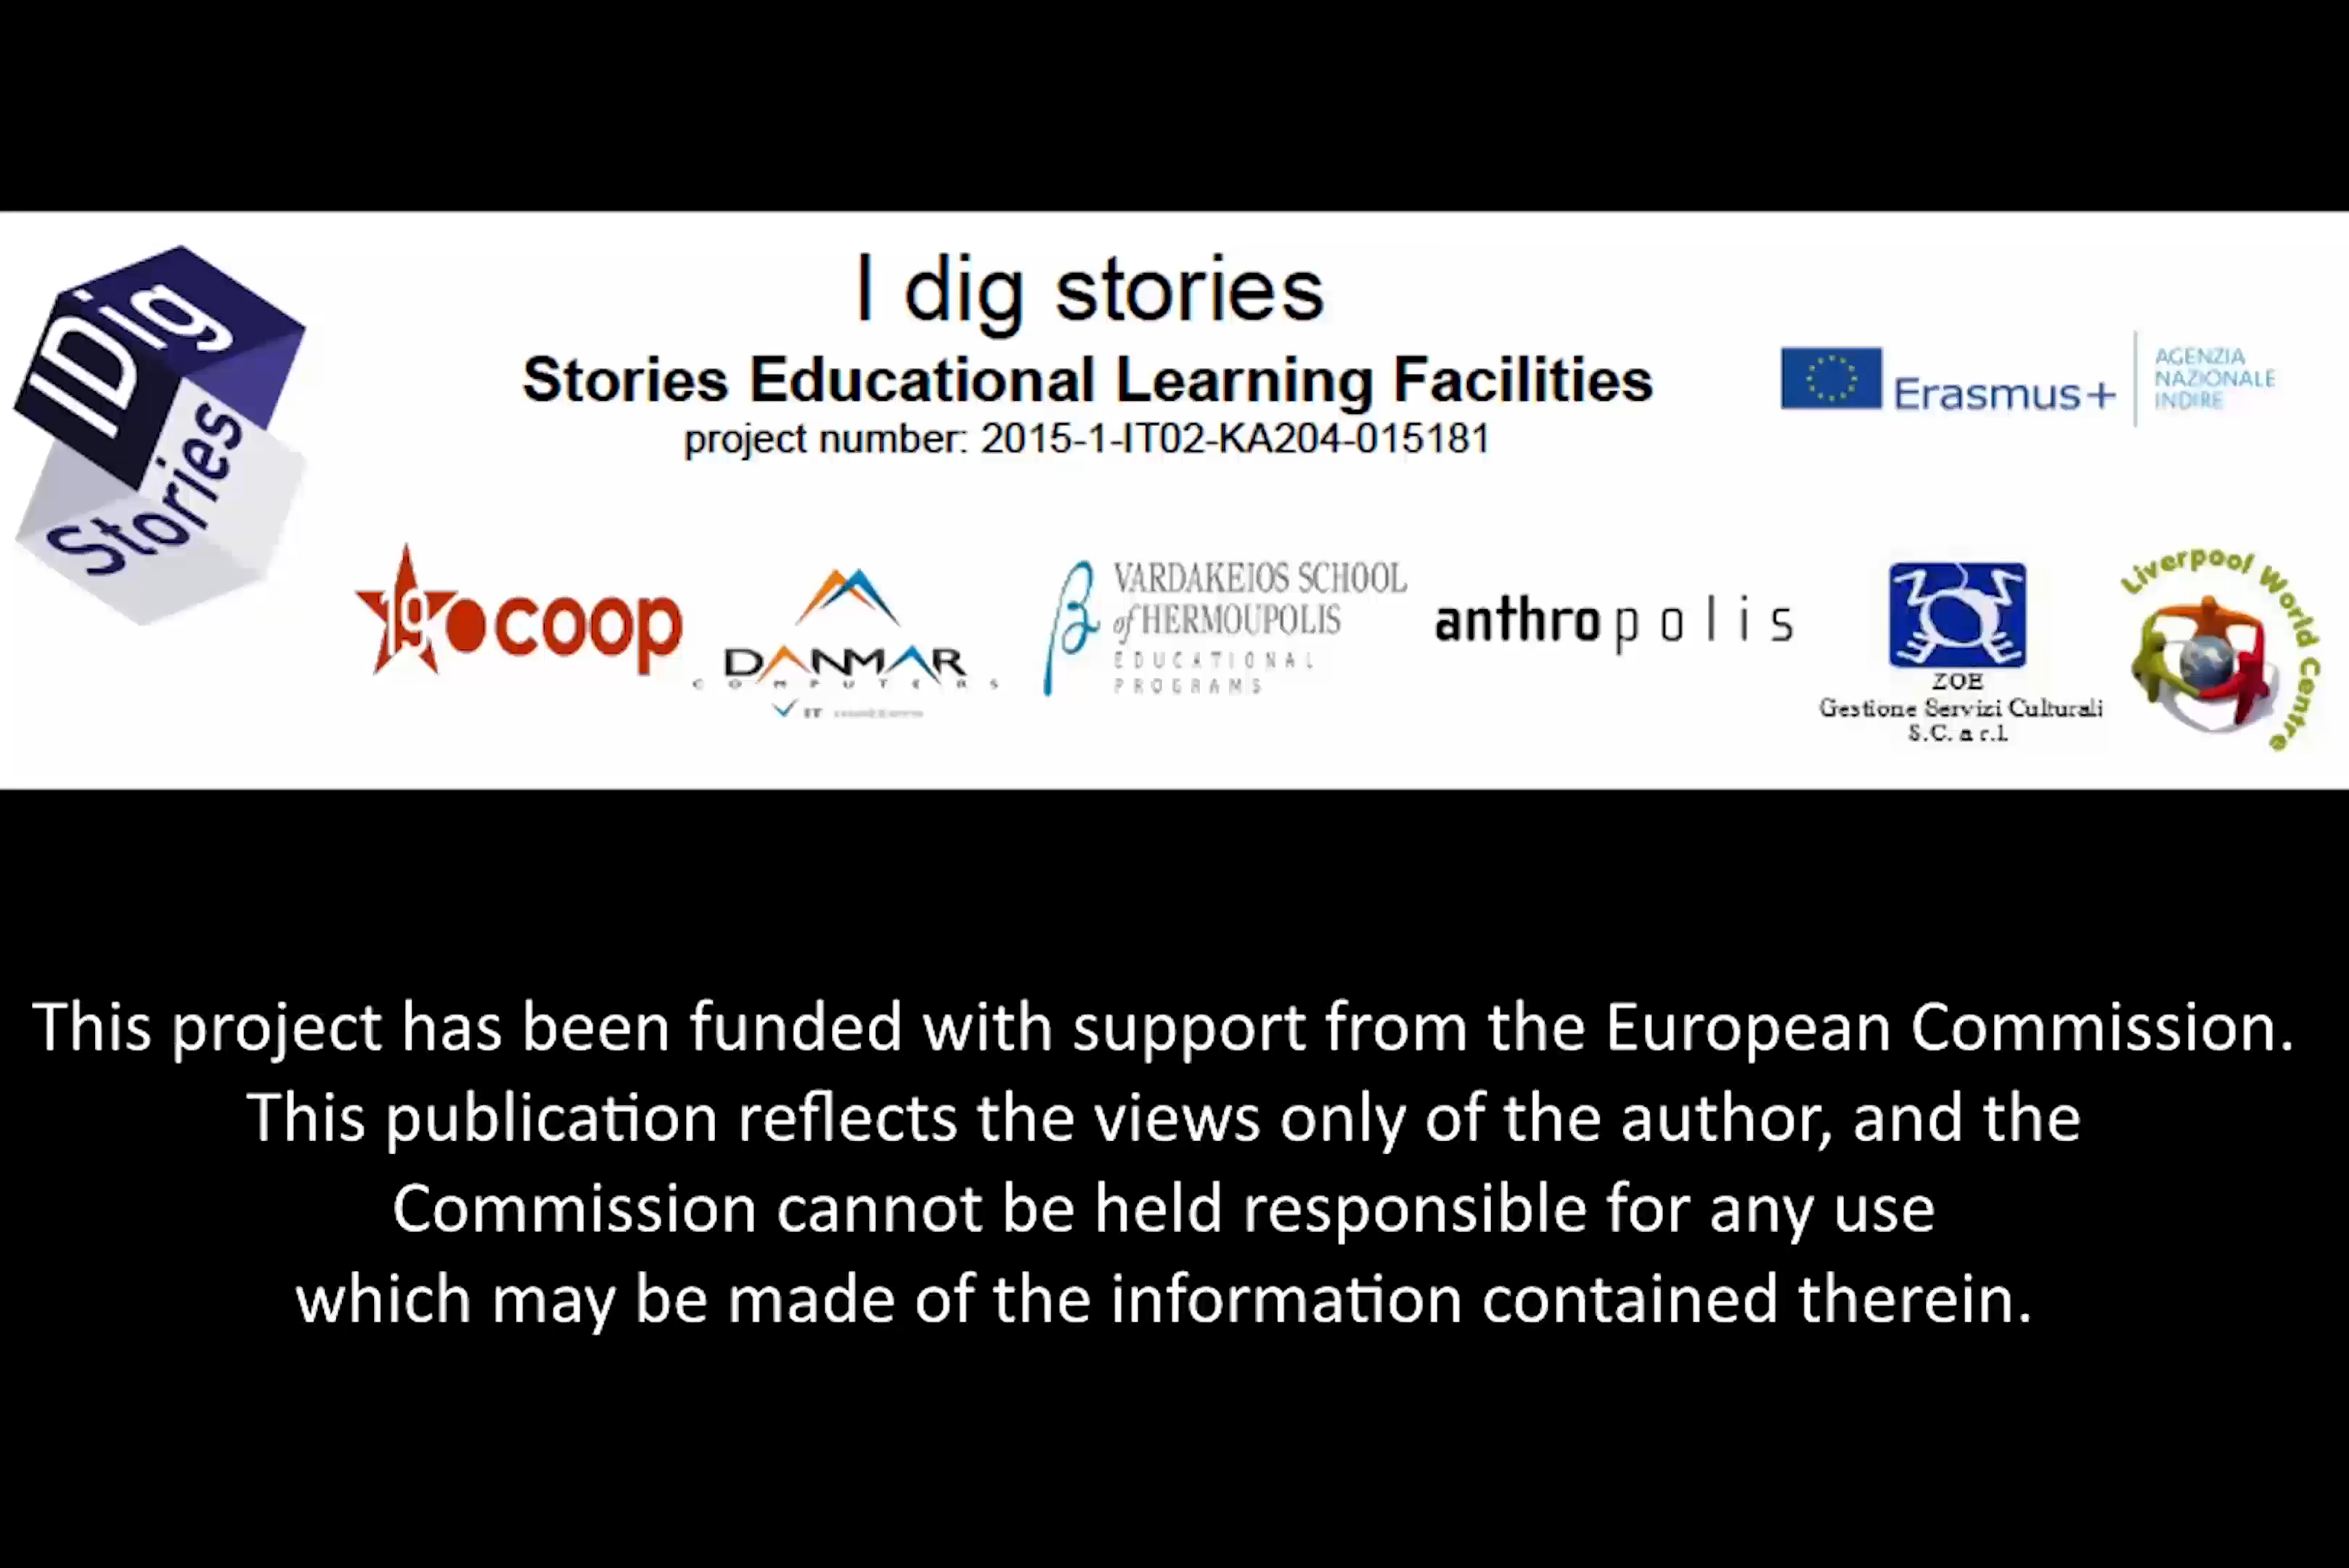 IDig
Stories
I dig stories
Stories Educational Learning Facilities
project number: 2015-1-IT02-KA204-015181
Erasmus+
AGENZIA
NAZIONALE
INDIRE
19 coop
DANMAR
COMPUTERS
IT
VARDAKEIOS SCHOOL
of HERMOUPOLIS
EDUCATIONAL
PROGRAMS
anthropolis
ZOE
Gestione Servizi Culturali
S.C. a r.l.
Liverpool World Centre
This project has been funded with support from the European Commission.
This publication reflects the views only of the author, and the
Commission cannot be held responsible for any use
which may be made of the information contained therein.